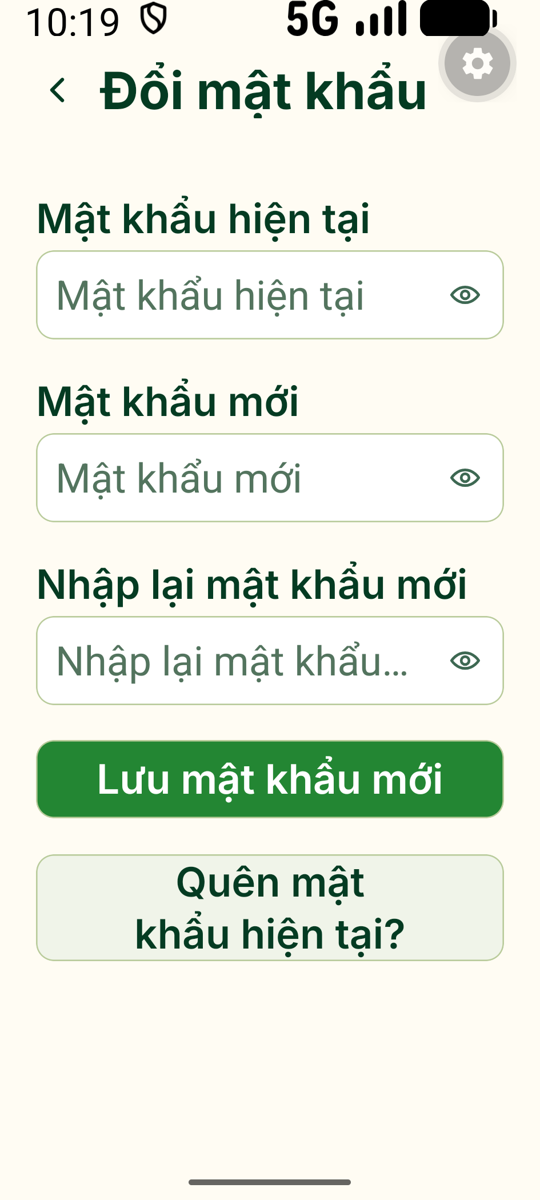 10:19 5G
Đổi mật khẩu
Mật khẩu hiện tại
Mật khẩu hiện tại
Mật khẩu mới
Mật khẩu mới
Nhập lại mật khẩu mới
Nhập lại mật khẩu...
Lưu mật khẩu mới
Quên mật
khẩu hiện tại?